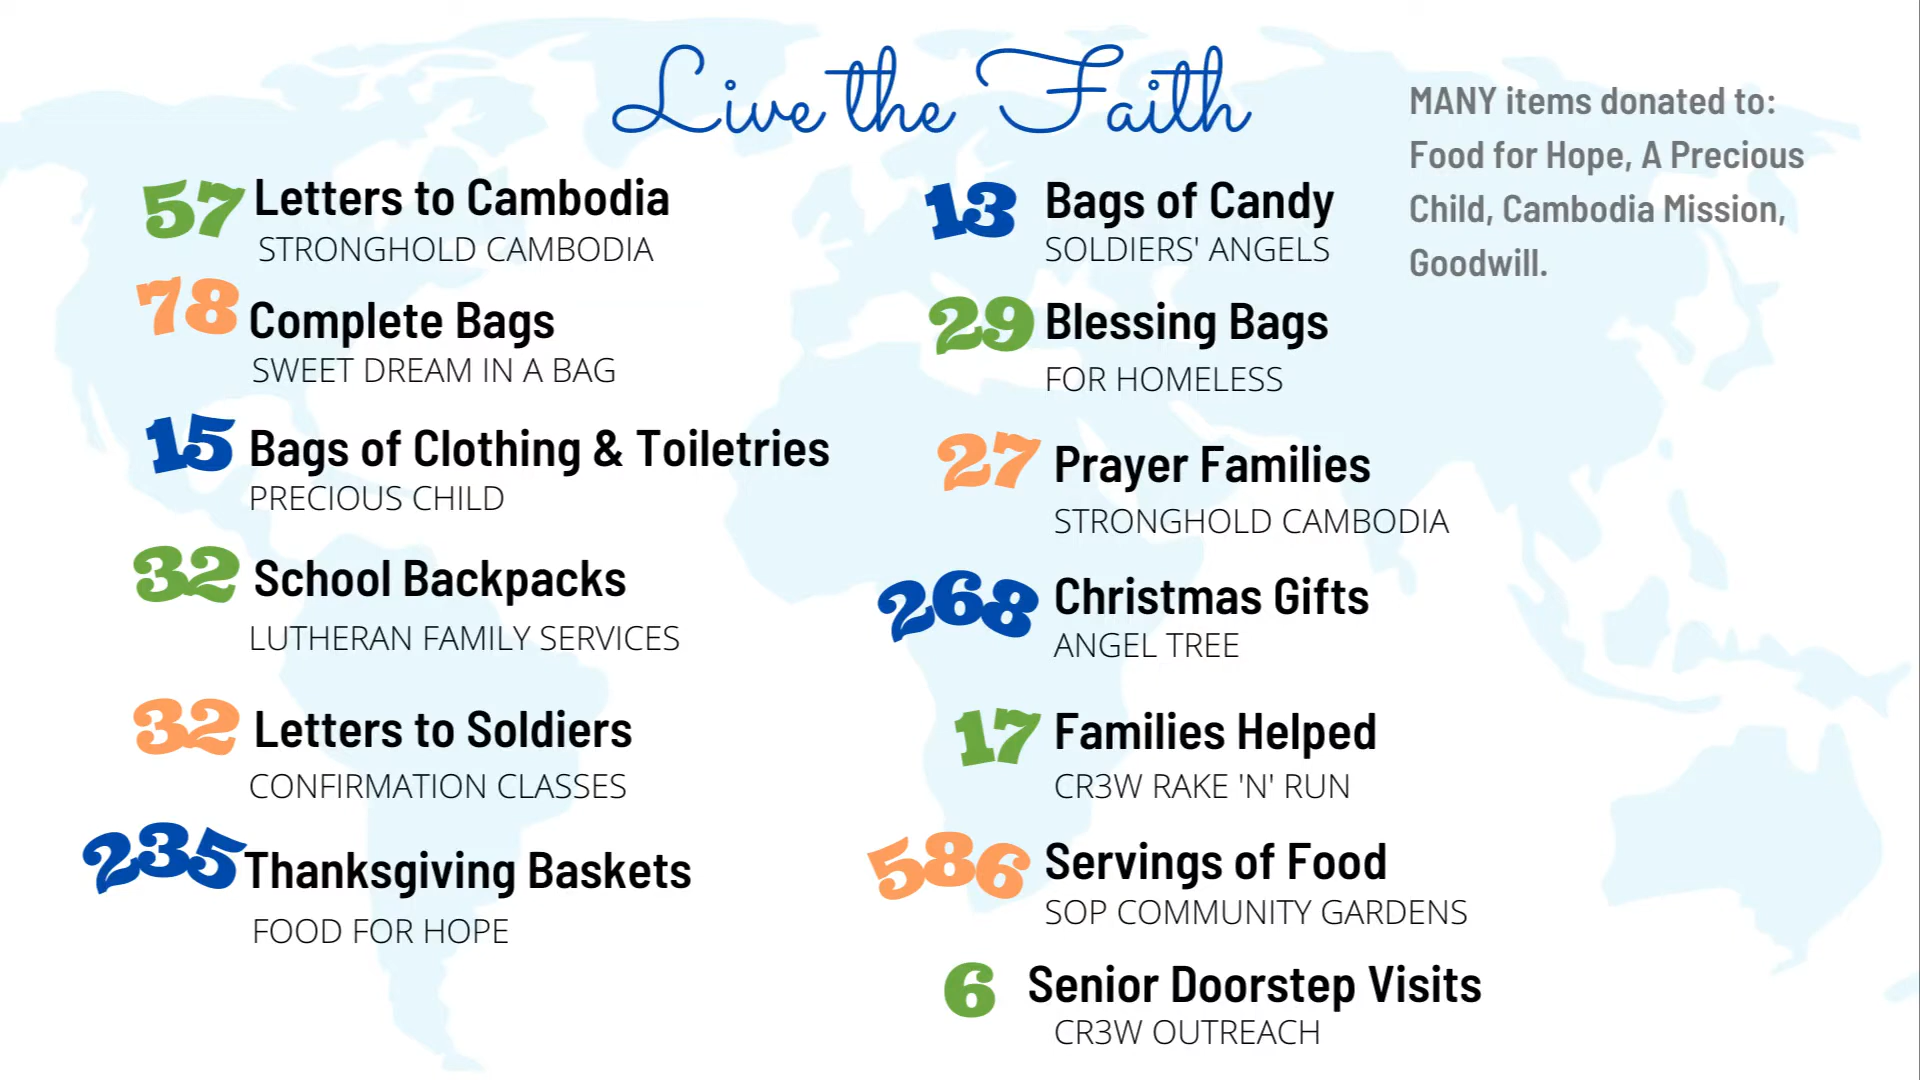 Live the Faith
57 Letters to Cambodia
STRONGHOLD CAMBODIA
78 Complete Bags
SWEET DREAM IN A BAG
15 Bags of Clothing & Toiletries
PRECIOUS CHILD
32 School Backpacks
LUTHERAN FAMILY SERVICES
32 Letters to Soldiers
CONFIRMATION CLASSES
235 Thanksgiving Baskets
FOOD FOR HOPE
13 Bags of Candy
SOLDIERS' ANGELS
29 Blessing Bags
FOR HOMELESS
27 Prayer Families
STRONGHOLD CAMBODIA
268 Christmas Gifts
ANGEL TREE
17 Families Helped
CR3W RAKE 'N' RUN
586 Servings of Food
SOP COMMUNITY GARDENS
6 Senior Doorstep Visits
CR3W OUTREACH
MANY items donated to:
Food for Hope, A Precious
Child, Cambodia Mission,
Goodwill.